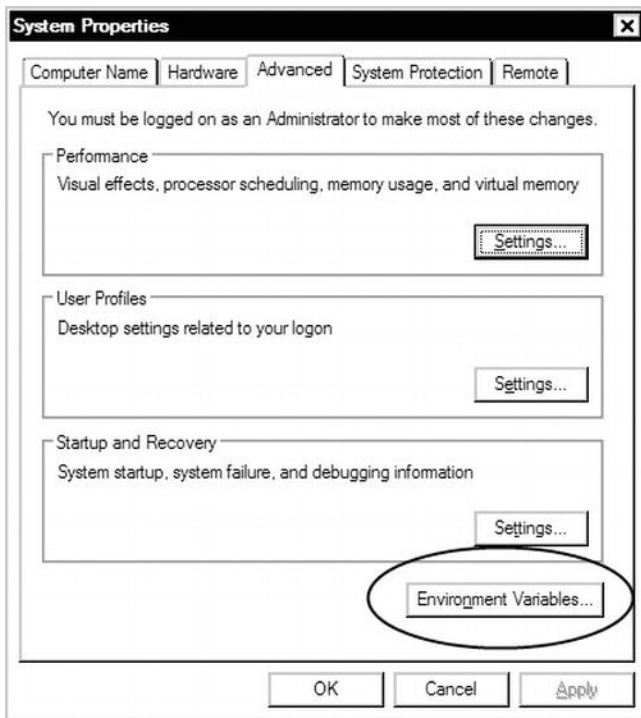 System Properties
Computer Name Hardware Advanced System Protection Remote
You must be logged on as an Administrator to make most of these changes.
Performance
Visual effects, processor scheduling, memory usage, and virtual memory
Settings...
User Profiles
Desktop settings related to your logon
Settings...
Startup and Recovery
System startup, system failure, and debugging information
Settings...
Environment Variables...
OK Cancel Apply